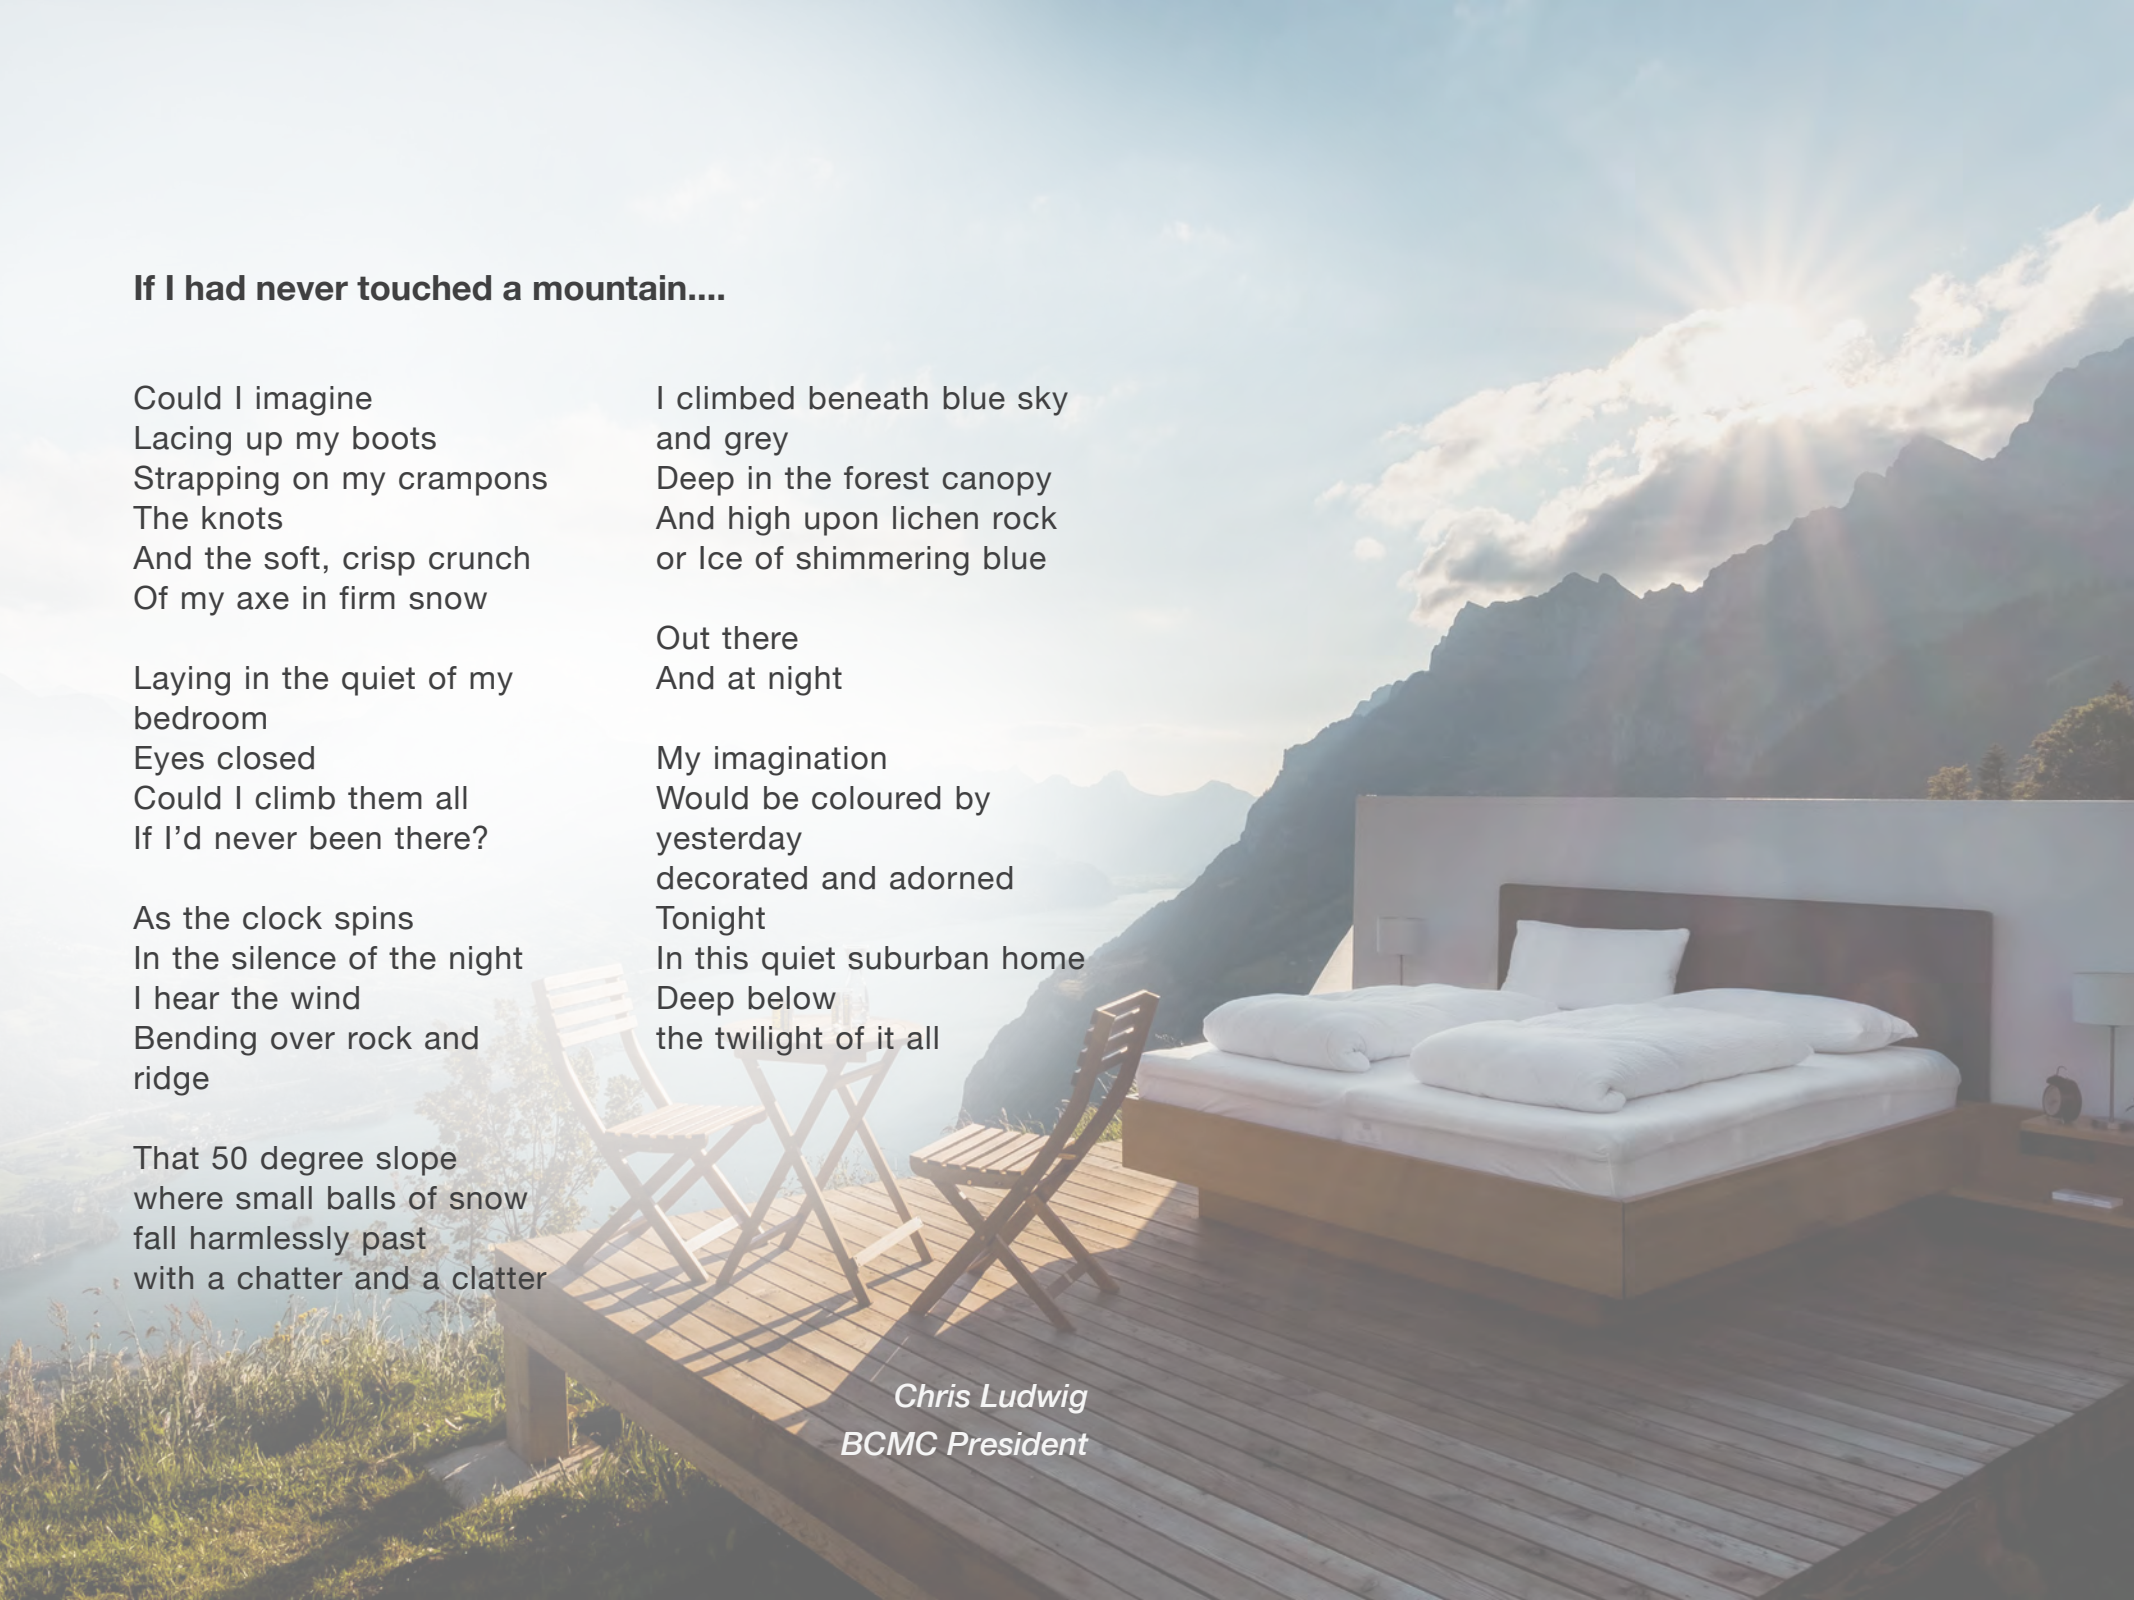 If I had never touched a mountain....
Could I imagine
Lacing up my boots
Strapping on my crampons
The knots
And the soft, crisp crunch
Of my axe in firm snow
Laying in the quiet of my
bedroom
Eyes closed
Could I climb them all
If I’d never been there?
As the clock spins
In the silence of the night
I hear the wind
Bending over rock and
ridge
That 50 degree slope
where small balls of snow
fall harmlessly past
with a chatter and a clatter
I climbed beneath blue sky
and grey
Deep in the forest canopy
And high upon lichen rock
or Ice of shimmering blue
Out there
And at night
My imagination
Would be coloured by
yesterday
decorated and adorned
Tonight
In this quiet suburban home
Deep below
the twilight of it all
Chris Ludwig
BCMC President